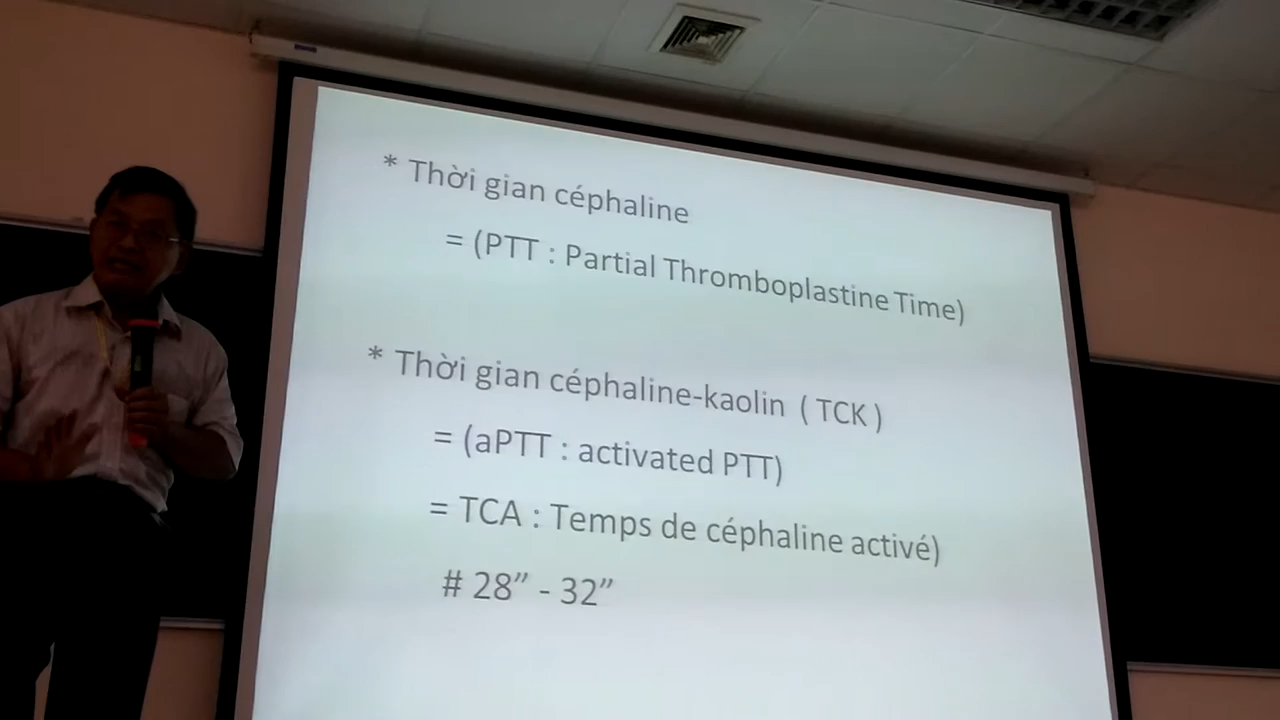 * Thời gian céphaline
= (PTT : Partial Thromboplastine Time)
* Thời gian céphaline-kaolin ( TCK )
= (aPTT : activated PTT)
= TCA : Temps de céphaline activé)
# 28” - 32”